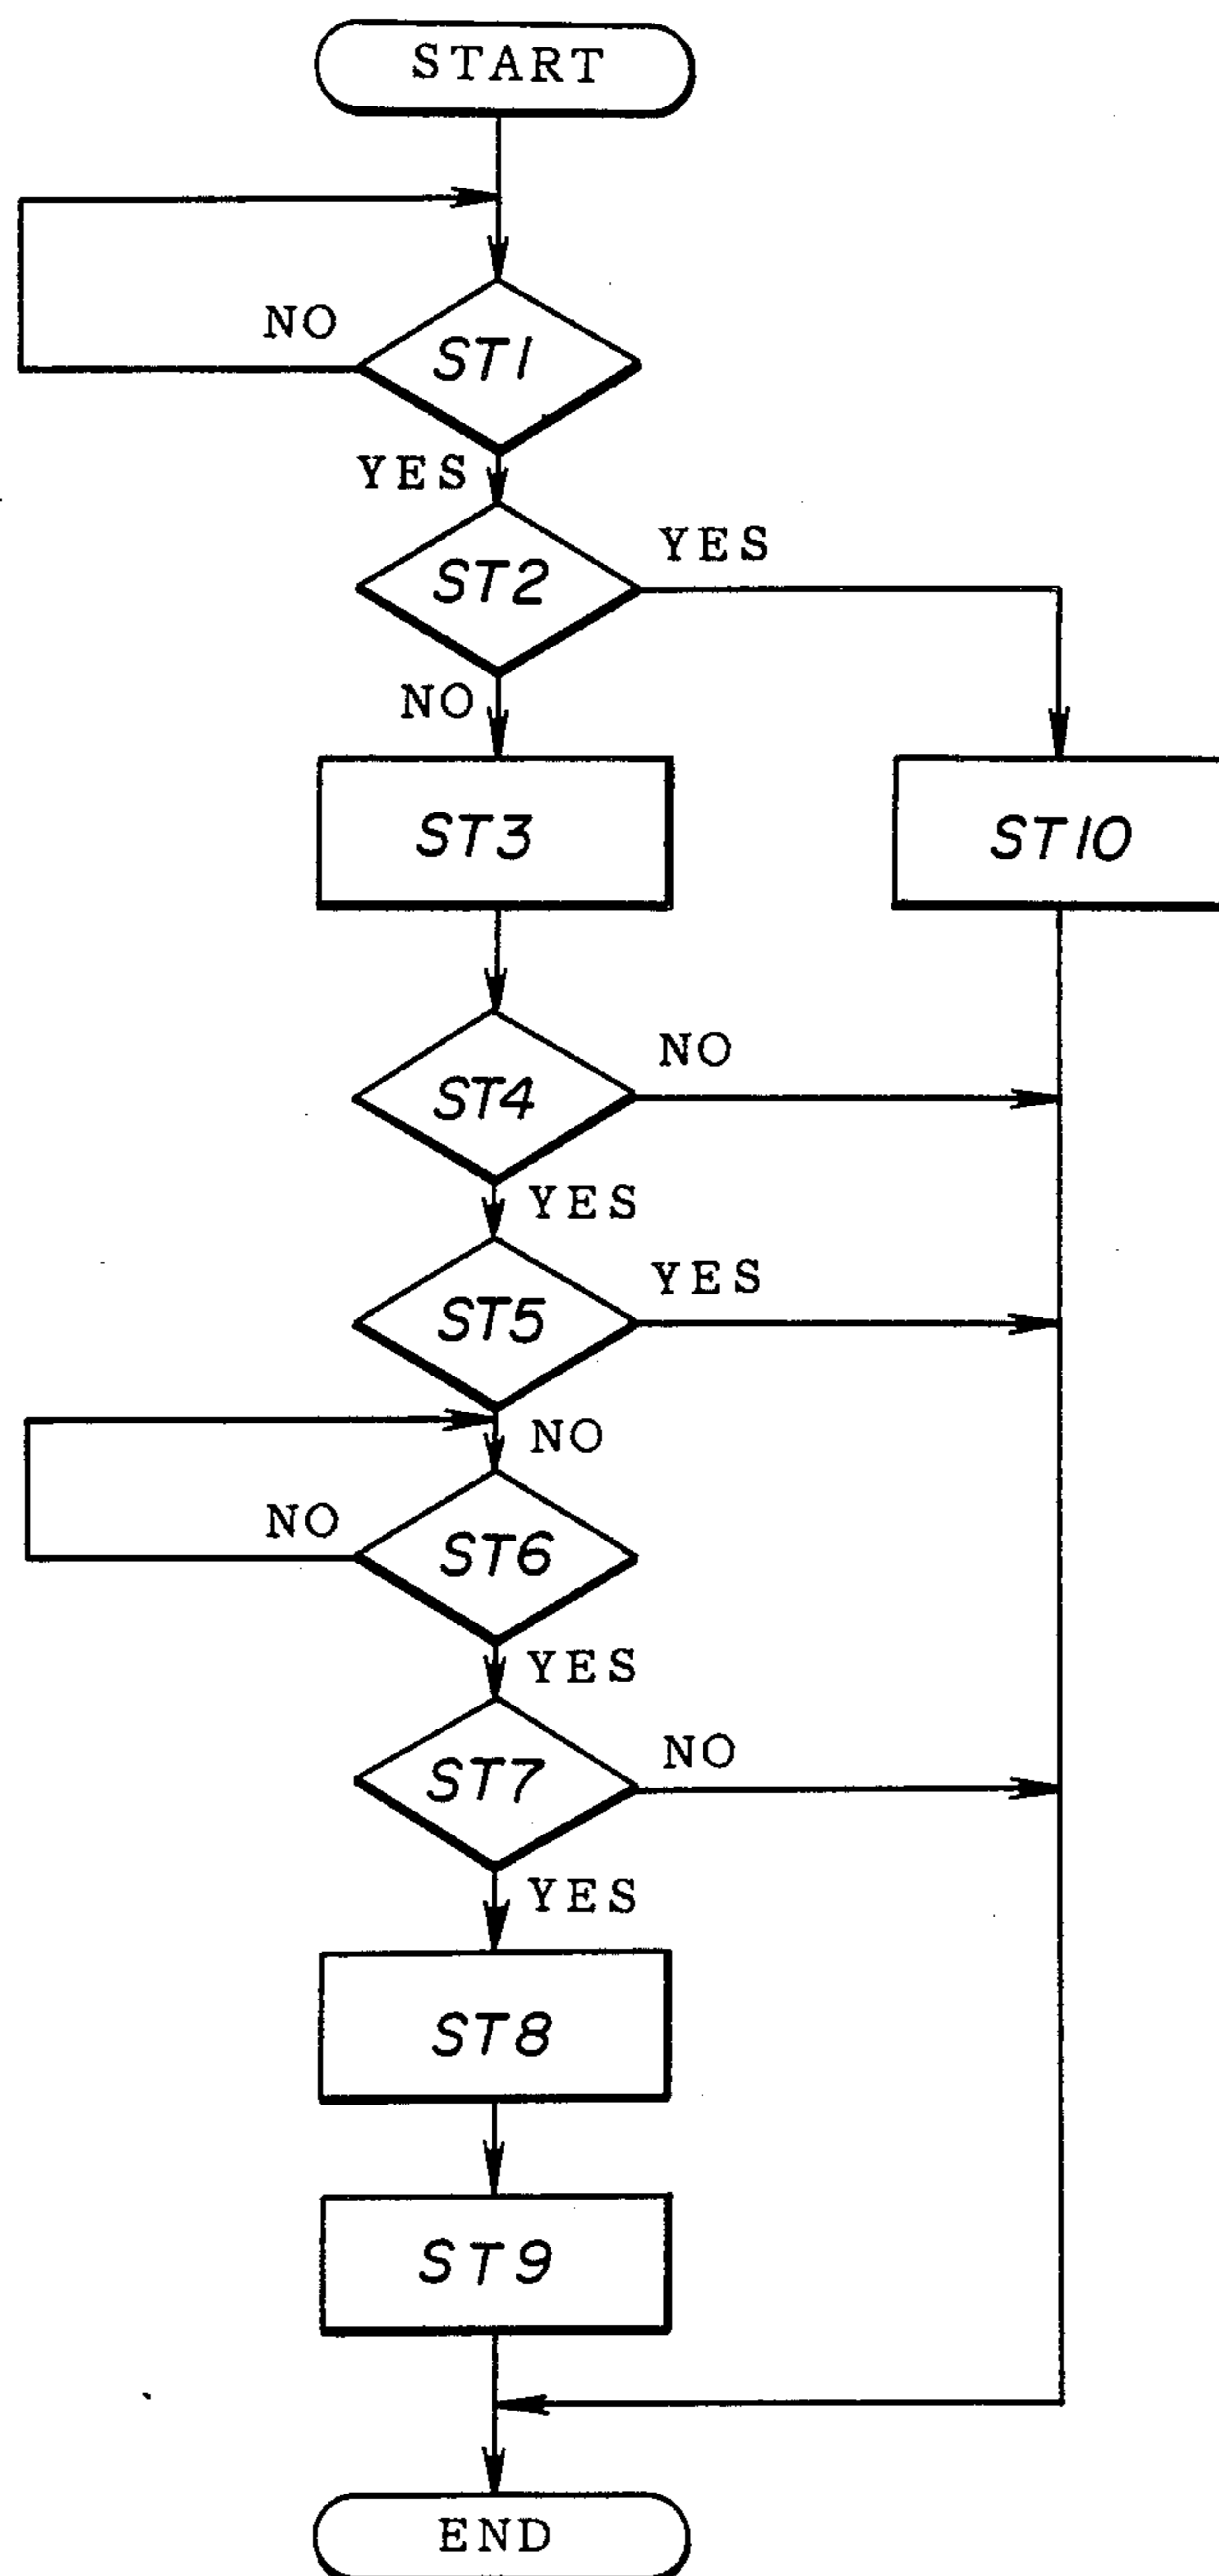 START
NO
ST1
YES
ST2
YES
NO
ST3
ST10
ST4
NO
YES
ST5
YES
NO
NO
ST6
YES
ST7
NO
YES
ST8
ST9
END